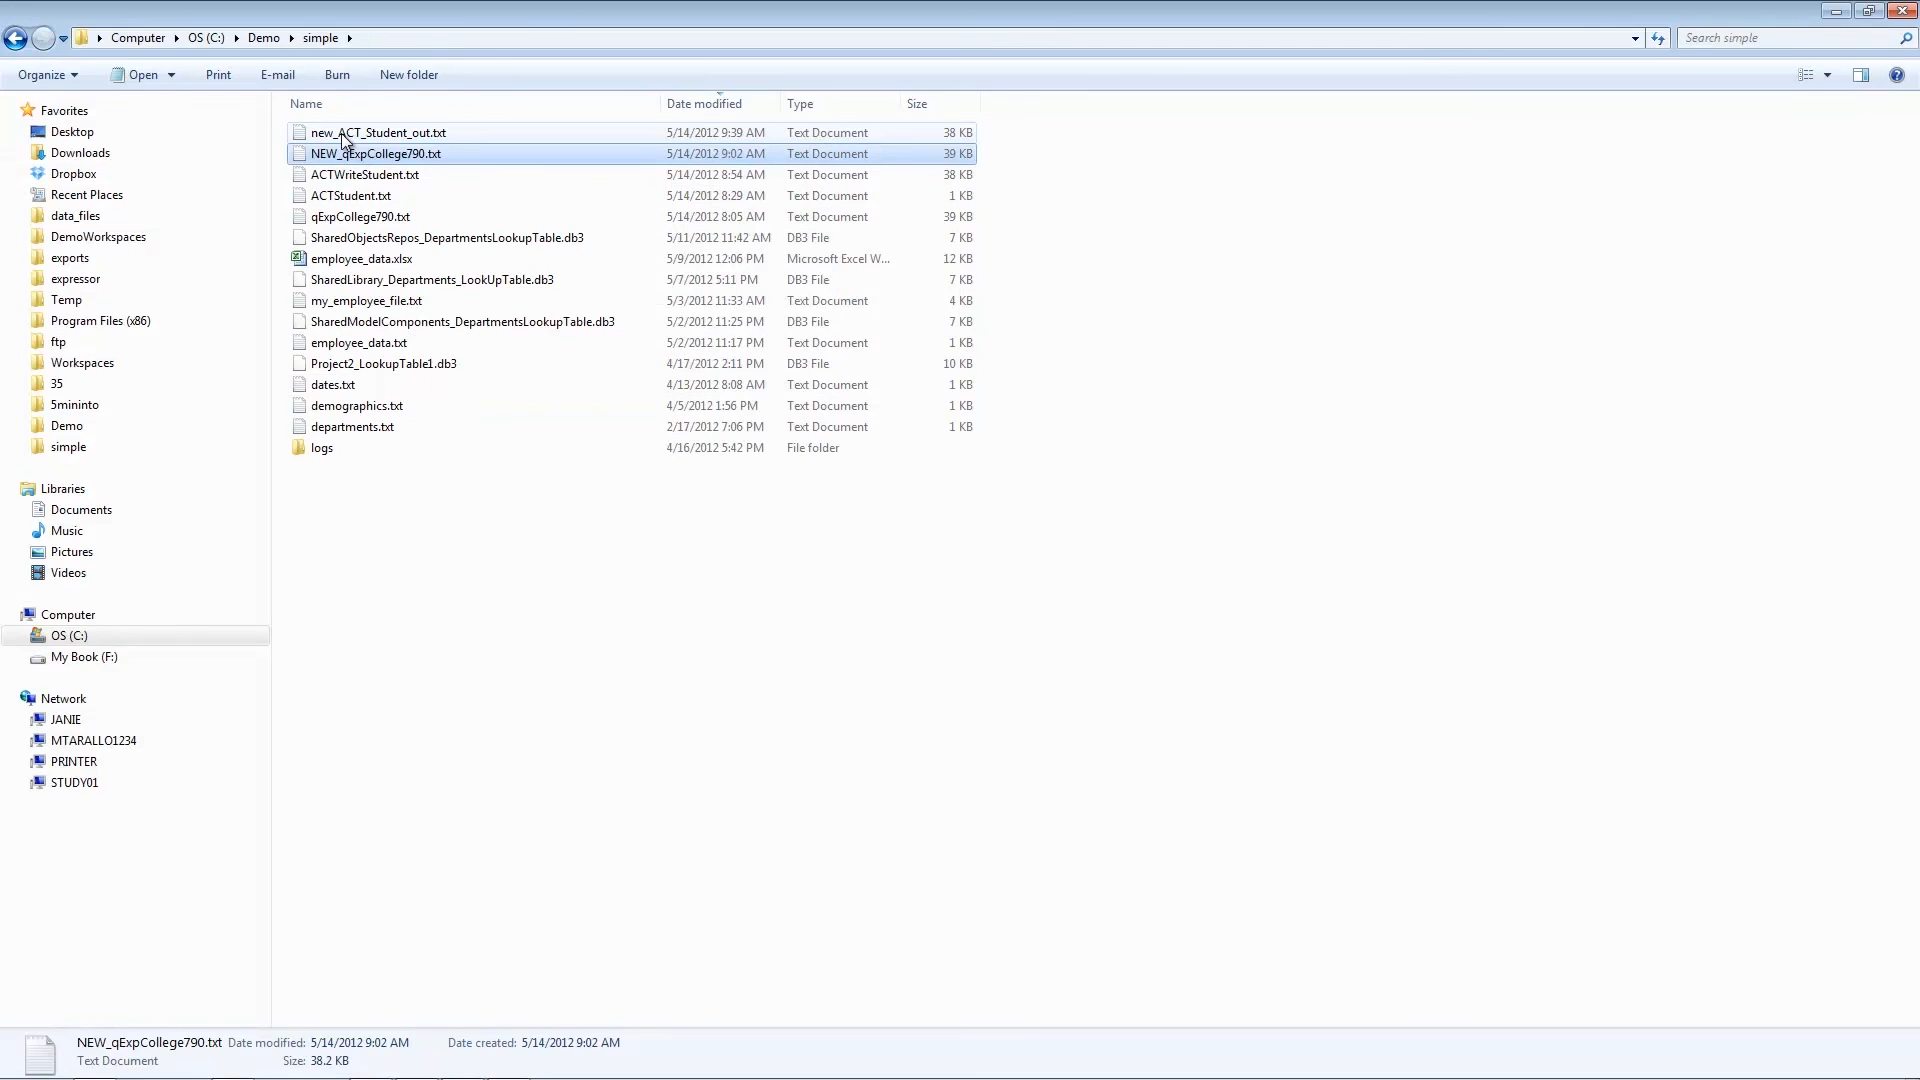 Computer OS (C:) Demo simple
Search simple
Organize Open Print E-mail Burn New folder
Name Date modified Type Size
Favorites
Desktop
Downloads
Dropbox
Recent Places
data_files
DemoWorkspaces
exports
expressor
Temp
Program Files (x86)
ftp
Workspaces
35
5mininto
Demo
simple
Libraries
Documents
Music
Pictures
Videos
Computer
OS (C:)
My Book (F:)
Network
JANIE
MTARALLO1234
PRINTER
STUDY01
new_ACT_Student_out.txt 5/14/2012 9:39 AM Text Document 38 KB
NEW_qExpCollege790.txt 5/14/2012 9:02 AM Text Document 39 KB
ACTWriteStudent.txt 5/14/2012 8:54 AM Text Document 38 KB
ACTStudent.txt 5/14/2012 8:29 AM Text Document 1 KB
qExpCollege790.txt 5/14/2012 8:05 AM Text Document 39 KB
SharedObjectsRepos_DepartmentsLookupTable.db3 5/11/2012 11:42 AM DB3 File 7 KB
employee_data.xlsx 5/9/2012 12:06 PM Microsoft Excel W... 12 KB
SharedLibrary_Departments_LookUpTable.db3 5/7/2012 5:11 PM DB3 File 7 KB
my_employee_file.txt 5/3/2012 11:33 AM Text Document 4 KB
SharedModelComponents_DepartmentsLookupTable.db3 5/2/2012 11:25 PM DB3 File 7 KB
employee_data.txt 5/2/2012 11:17 PM Text Document 1 KB
Project2_LookupTable1.db3 4/17/2012 2:11 PM DB3 File 10 KB
dates.txt 4/13/2012 8:08 AM Text Document 1 KB
demographics.txt 4/5/2012 1:56 PM Text Document 1 KB
departments.txt 2/17/2012 7:06 PM Text Document 1 KB
logs 4/16/2012 5:42 PM File folder
NEW_qExpCollege790.txt Date modified: 5/14/2012 9:02 AM Date created: 5/14/2012 9:02 AM
Text Document Size: 38.2 KB